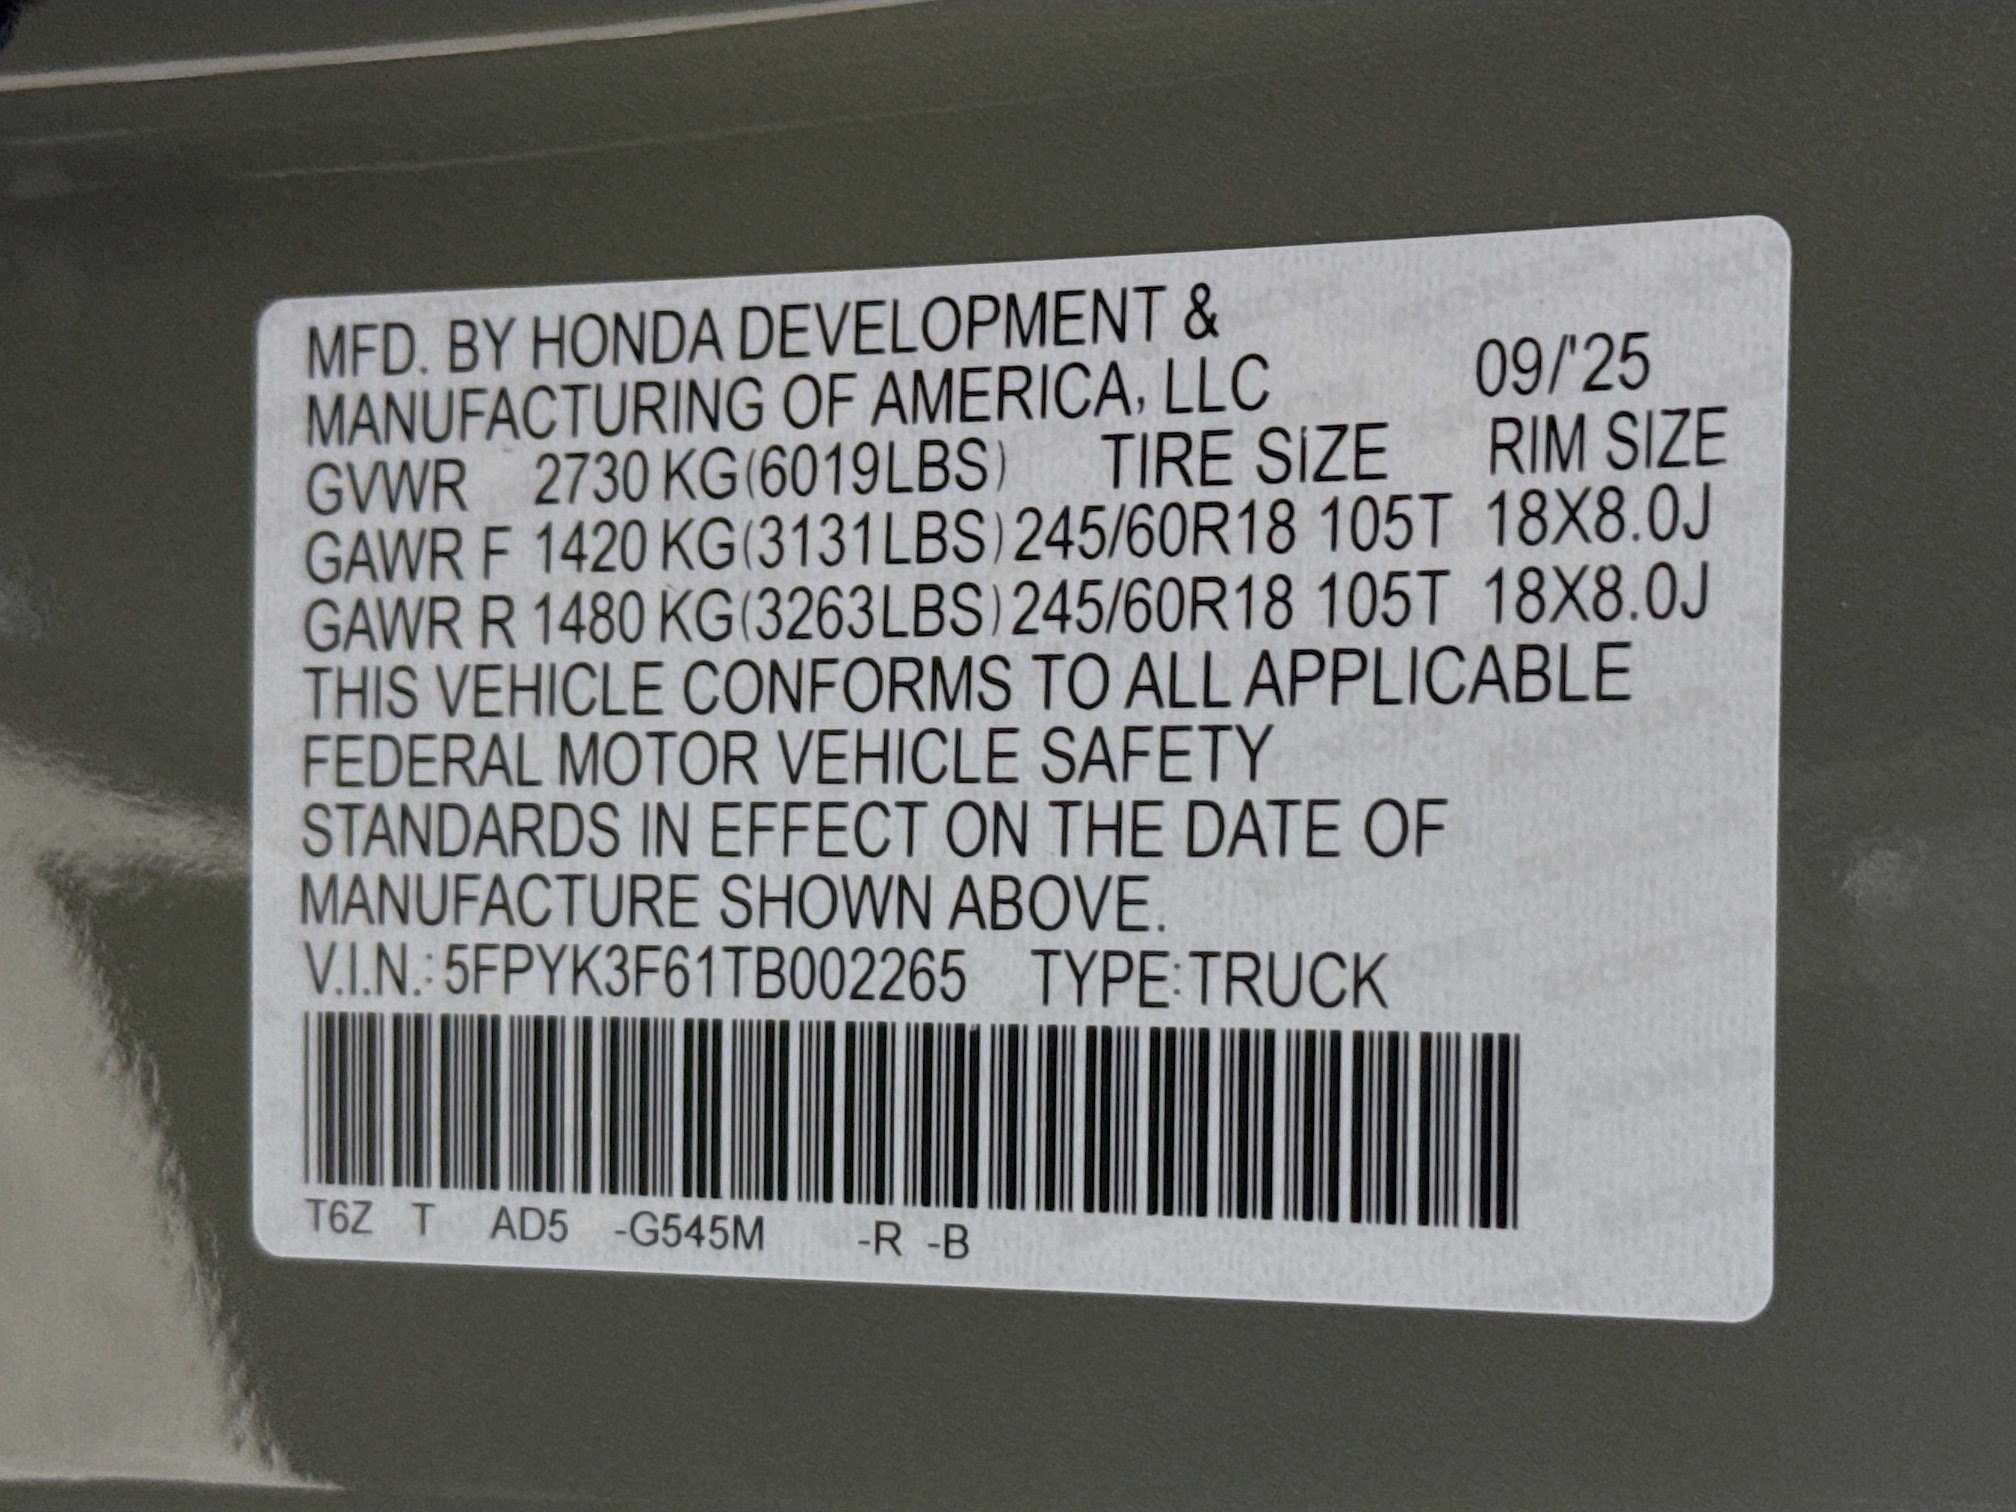 MFD. BY HONDA DEVELOPMENT &
MANUFACTURING OF AMERICA, LLC 09/'25
GVWR 2730 KG(6019LBS) TIRE SIZE RIM SIZE
GAWR F 1420 KG(3131LBS) 245/60R18 105T 18X8.0J
GAWR R 1480 KG(3263LBS) 245/60R18 105T 18X8.0J
THIS VEHICLE CONFORMS TO ALL APPLICABLE
FEDERAL MOTOR VEHICLE SAFETY
STANDARDS IN EFFECT ON THE DATE OF
MANUFACTURE SHOWN ABOVE.
V.I.N.: 5FPYK3F61TB002265 TYPE:TRUCK
T6Z T AD5 -G545M -R -B